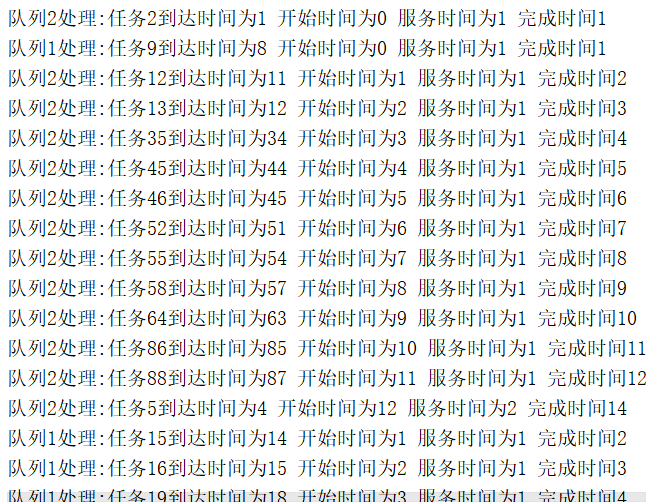 队列2处理:任务2到达时间为1 开始时间为0 服务时间为1 完成时间1
队列1处理:任务9到达时间为8 开始时间为0 服务时间为1 完成时间1
队列2处理:任务12到达时间为11 开始时间为1 服务时间为1 完成时间2
队列2处理:任务13到达时间为12 开始时间为2 服务时间为1 完成时间3
队列2处理:任务35到达时间为34 开始时间为3 服务时间为1 完成时间4
队列2处理:任务45到达时间为44 开始时间为4 服务时间为1 完成时间5
队列2处理:任务46到达时间为45 开始时间为5 服务时间为1 完成时间6
队列2处理:任务52到达时间为51 开始时间为6 服务时间为1 完成时间7
队列2处理:任务55到达时间为54 开始时间为7 服务时间为1 完成时间8
队列2处理:任务58到达时间为57 开始时间为8 服务时间为1 完成时间9
队列2处理:任务64到达时间为63 开始时间为9 服务时间为1 完成时间10
队列2处理:任务86到达时间为85 开始时间为10 服务时间为1 完成时间11
队列2处理:任务88到达时间为87 开始时间为11 服务时间为1 完成时间12
队列2处理:任务5到达时间为4 开始时间为12 服务时间为2 完成时间14
队列1处理:任务15到达时间为14 开始时间为1 服务时间为1 完成时间2
队列1处理:任务16到达时间为15 开始时间为2 服务时间为1 完成时间3
队列1处理:任务19到达时间为18 开始时间为3 服务时间为1 完成时间4